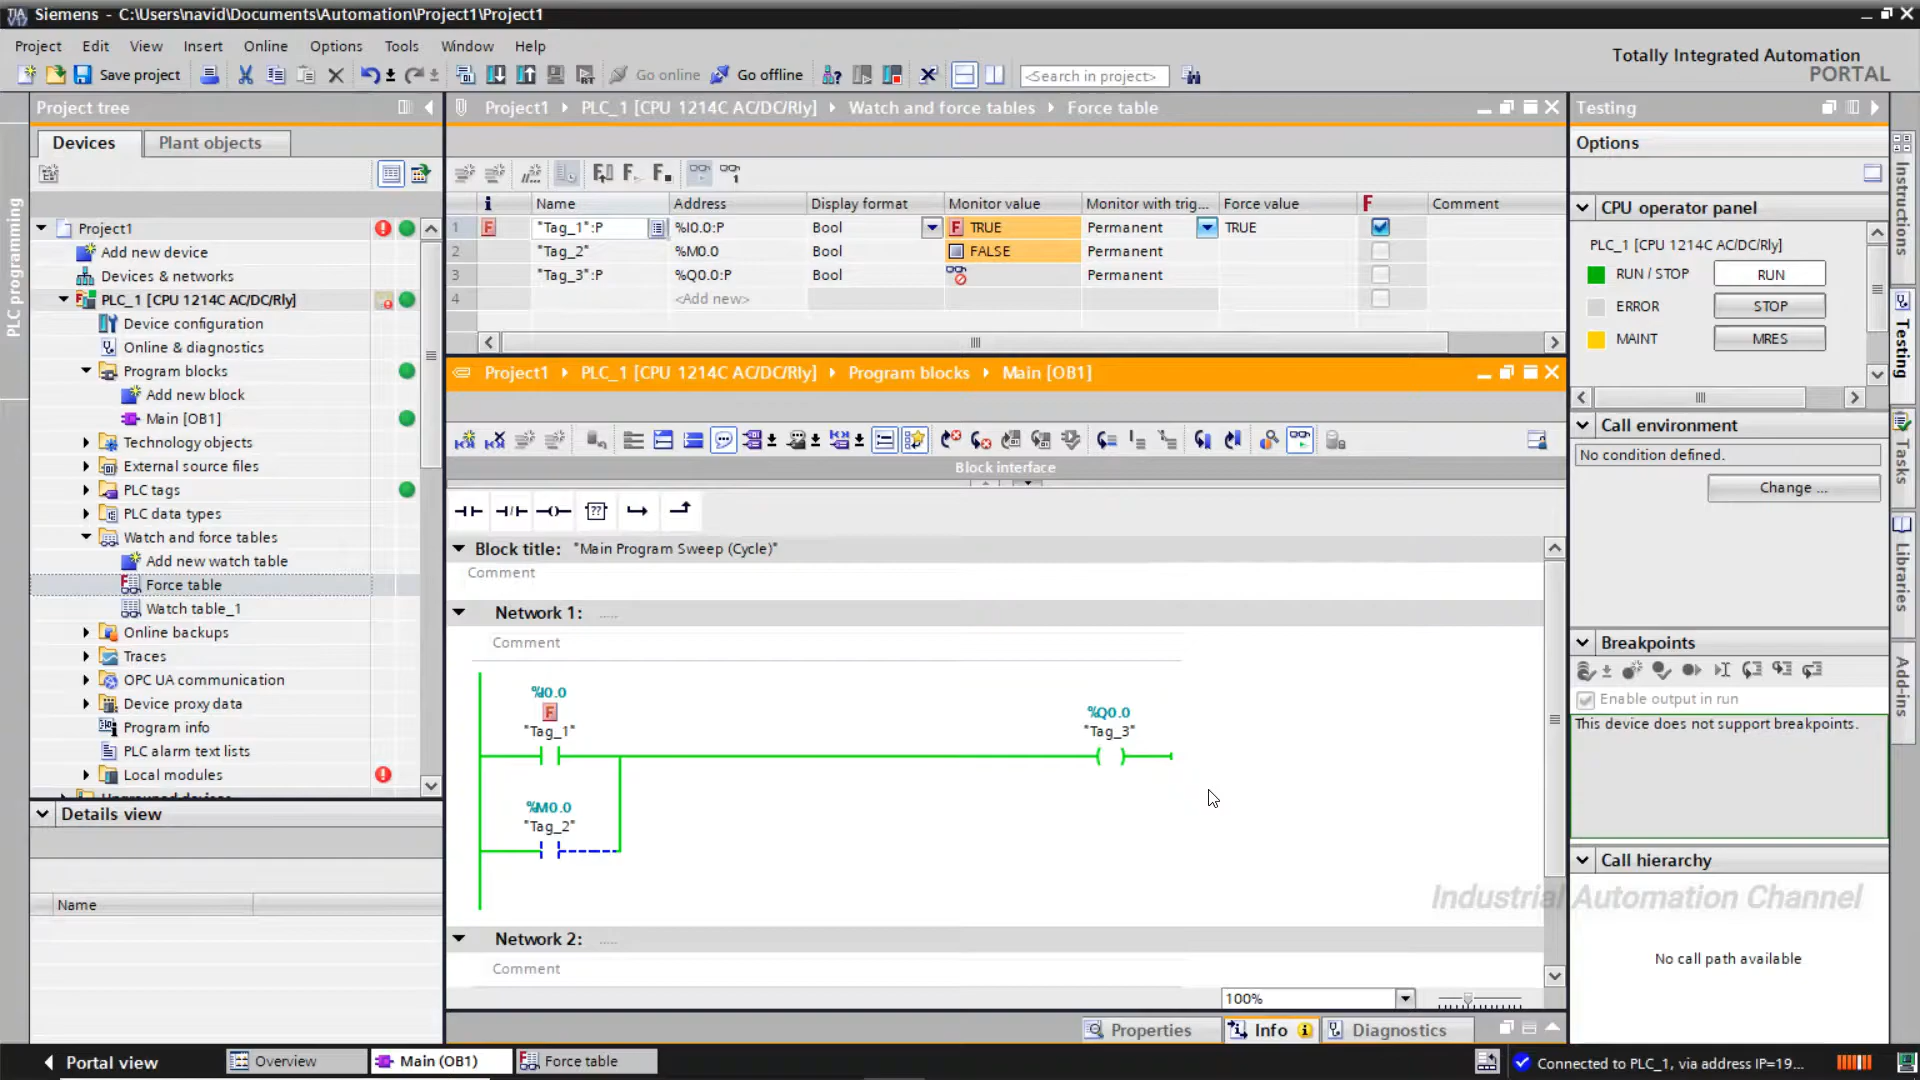 Siemens - C:\Users\navid\Documents\Automation\Project1\Project1
Project Edit View Insert Online Options Tools Window Help
Totally Integrated Automation
PORTAL
Save project Go online Go offline <Search in project>
Project tree
Devices Plant objects
Project1
Add new device
Devices & networks
PLC_1 [CPU 1214C AC/DC/Rly]
Device configuration
Online & diagnostics
Program blocks
Add new block
Main [OB1]
Technology objects
External source files
PLC tags
PLC data types
Watch and force tables
Add new watch table
Force table
Watch table_1
Online backups
Traces
OPC UA communication
Device proxy data
Program info
PLC alarm text lists
Local modules
Details view
Name
PLC programming
Project1 PLC_1 [CPU 1214C AC/DC/Rly] Watch and force tables Force table
i Name Address Display format Monitor value Monitor with trig... Force value F Comment
1 F "Tag_1":P %I0.0:P Bool F TRUE Permanent TRUE
2 "Tag_2" %M0.0 Bool FALSE Permanent
3 "Tag_3":P %Q0.0:P Bool Permanent
4 <Add new>
Project1 PLC_1 [CPU 1214C AC/DC/Rly] Program blocks Main [OB1]
Block interface
??
Block title: "Main Program Sweep (Cycle)"
Comment
Network 1: .....
Comment
%I0.0
F
"Tag_1"
%Q0.0
"Tag_3"
%M0.0
"Tag_2"
Network 2: .....
Comment
100%
Properties Info Diagnostics
Testing
Options
CPU operator panel
PLC_1 [CPU 1214C AC/DC/Rly]
RUN / STOP RUN
ERROR STOP
MAINT MRES
Call environment
No condition defined.
Change ...
Breakpoints
Enable output in run
This device does not support breakpoints.
Call hierarchy
Industrial Automation Channel
No call path available
Instructions
Testing
Tasks
Libraries
Add-ins
Portal view Overview Main (OB1) Force table
Connected to PLC_1, via address IP=19...